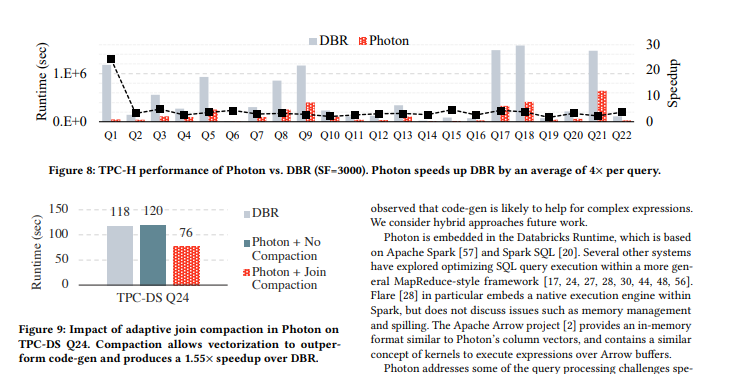 DBR Photon
Runtime (sec)
1.E+6
0.E+0
30
20
10
0
Speedup
Q1 Q2 Q3 Q4 Q5 Q6 Q7 Q8 Q9 Q10 Q11 Q12 Q13 Q14 Q15 Q16 Q17 Q18 Q19 Q20 Q21 Q22
Figure 8: TPC-H performance of Photon vs. DBR (SF=3000). Photon speeds up DBR by an average of 4× per query.
Runtime (sec)
150
100
50
0
118 120
76
TPC-DS Q24
DBR
Photon + No
Compaction
Photon + Join
Compaction
Figure 9: Impact of adaptive join compaction in Photon on
TPC-DS Q24. Compaction allows vectorization to outper-
form code-gen and produces a 1.55× speedup over DBR.
observed that code-gen is likely to help for complex expressions.
We consider hybrid approaches future work.
Photon is embedded in the Databricks Runtime, which is based
on Apache Spark [57] and Spark SQL [20]. Several other systems
have explored optimizing SQL query execution within a more gen-
eral MapReduce-style framework [17, 24, 27, 28, 30, 44, 48, 56].
Flare [28] in particular embeds a native execution engine within
Spark, but does not discuss issues such as memory management
and spilling. The Apache Arrow project [2] provides an in-memory
format similar to Photon's column vectors, and contains a similar
concept of kernels to execute expressions over Arrow buffers.
Photon addresses some of the query processing challenges spe-